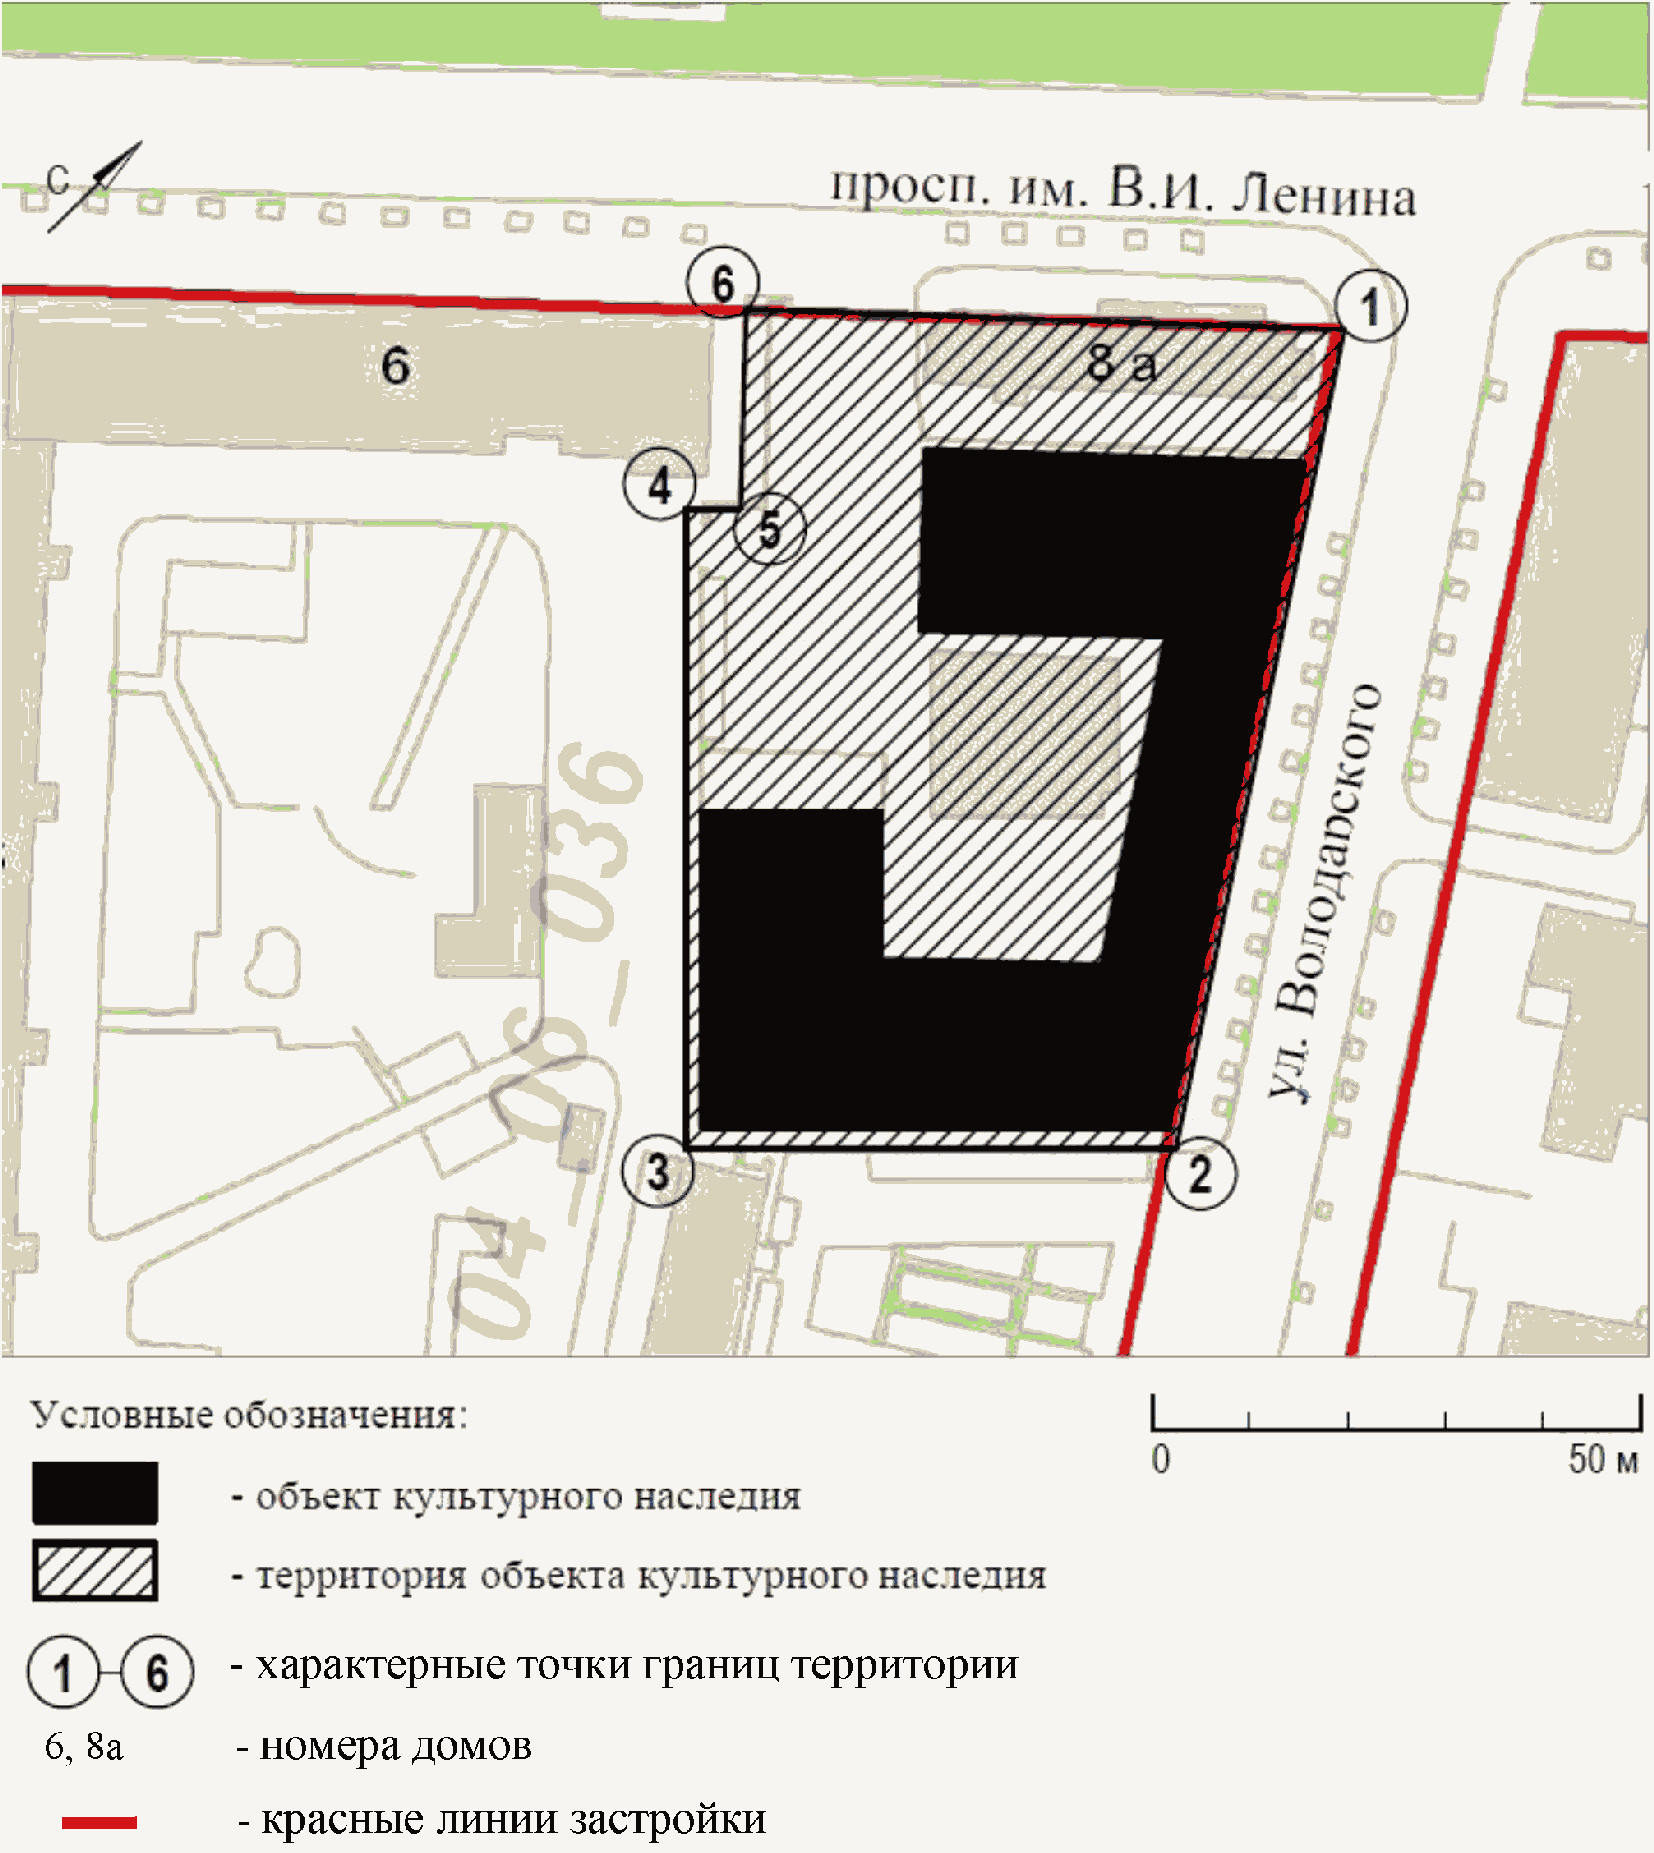 С
просп. им. В.И. Ленина
6
1
6
8 а
4
5
04_06_036
ул. Володарского
3
2
Условные обозначения:
0 50 м
- объект культурного наследия
- территория объекта культурного наследия
1-6 - характерные точки границ территории
6, 8а - номера домов
- красные линии застройки